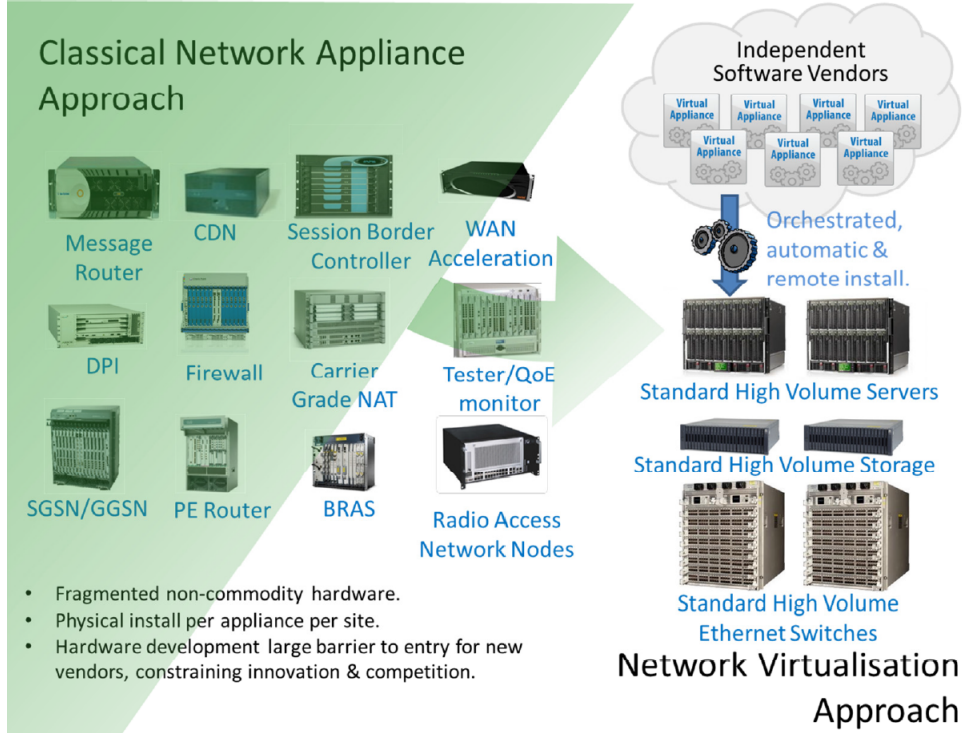 Classical Network Appliance
Approach
Message
Router
CDN
Session Border
Controller
WAN
Acceleration
DPI
Firewall
Carrier
Grade NAT
Tester/QoE
monitor
SGSN/GGSN
PE Router
BRAS
Radio Access
Network Nodes
• Fragmented non-commodity hardware.
• Physical install per appliance per site.
• Hardware development large barrier to entry for new
vendors, constraining innovation & competition.
Independent
Software Vendors
Virtual
Appliance
Virtual
Appliance
Virtual
Appliance
Virtual
Appliance
Virtual
Appliance
Virtual
Appliance
Virtual
Appliance
Orchestrated,
automatic &
remote install.
Standard High Volume Servers
Standard High Volume Storage
Standard High Volume
Ethernet Switches
Network Virtualisation
Approach